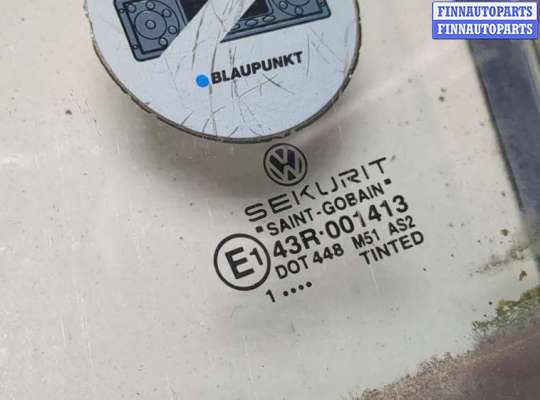 FINNAUTOPARTS
FINNAUTOPARTS
BLAUPUNKT
SEKURIT
"SAINT-GOBAIN"
E1 43R-001413
DOT 448 M51 AS2
TINTED
1 ....